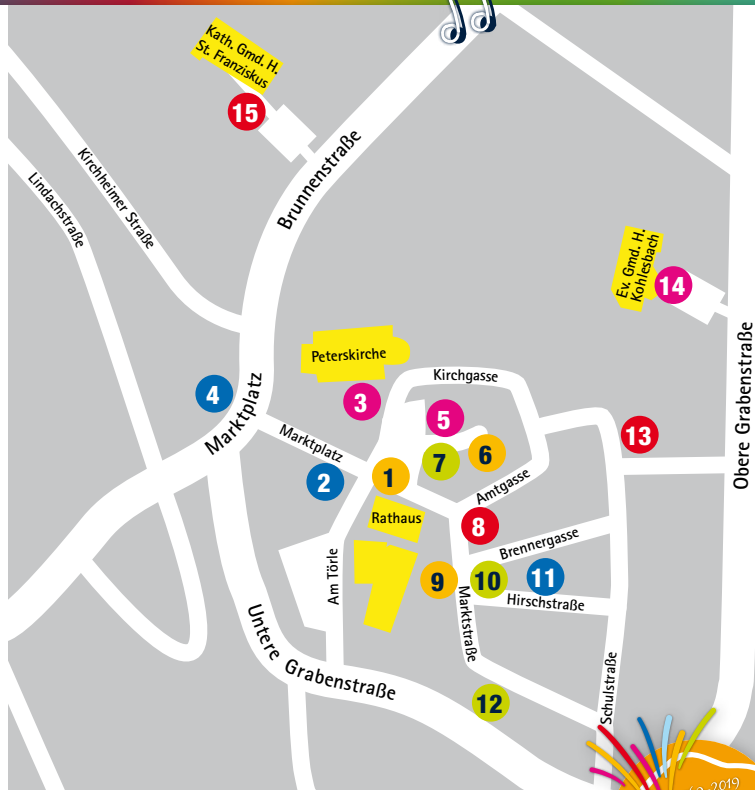 Kath. Gmd. H.
St. Franziskus
15
Brunnenstraße
Kirchheimer Straße
Lindachstraße
Ev. Gmd. H.
Kohlesbach
14
Obere Grabenstraße
Peterskirche
Kirchgasse
4
3
5
Marktplatz
Marktplatz
13
7
6
2
1
Amtgasse
Rathaus
8
Brennergasse
Am Törle
9
10
11
Hirschstraße
Marktstraße
Untere Grabenstraße
Schulstraße
12
2019